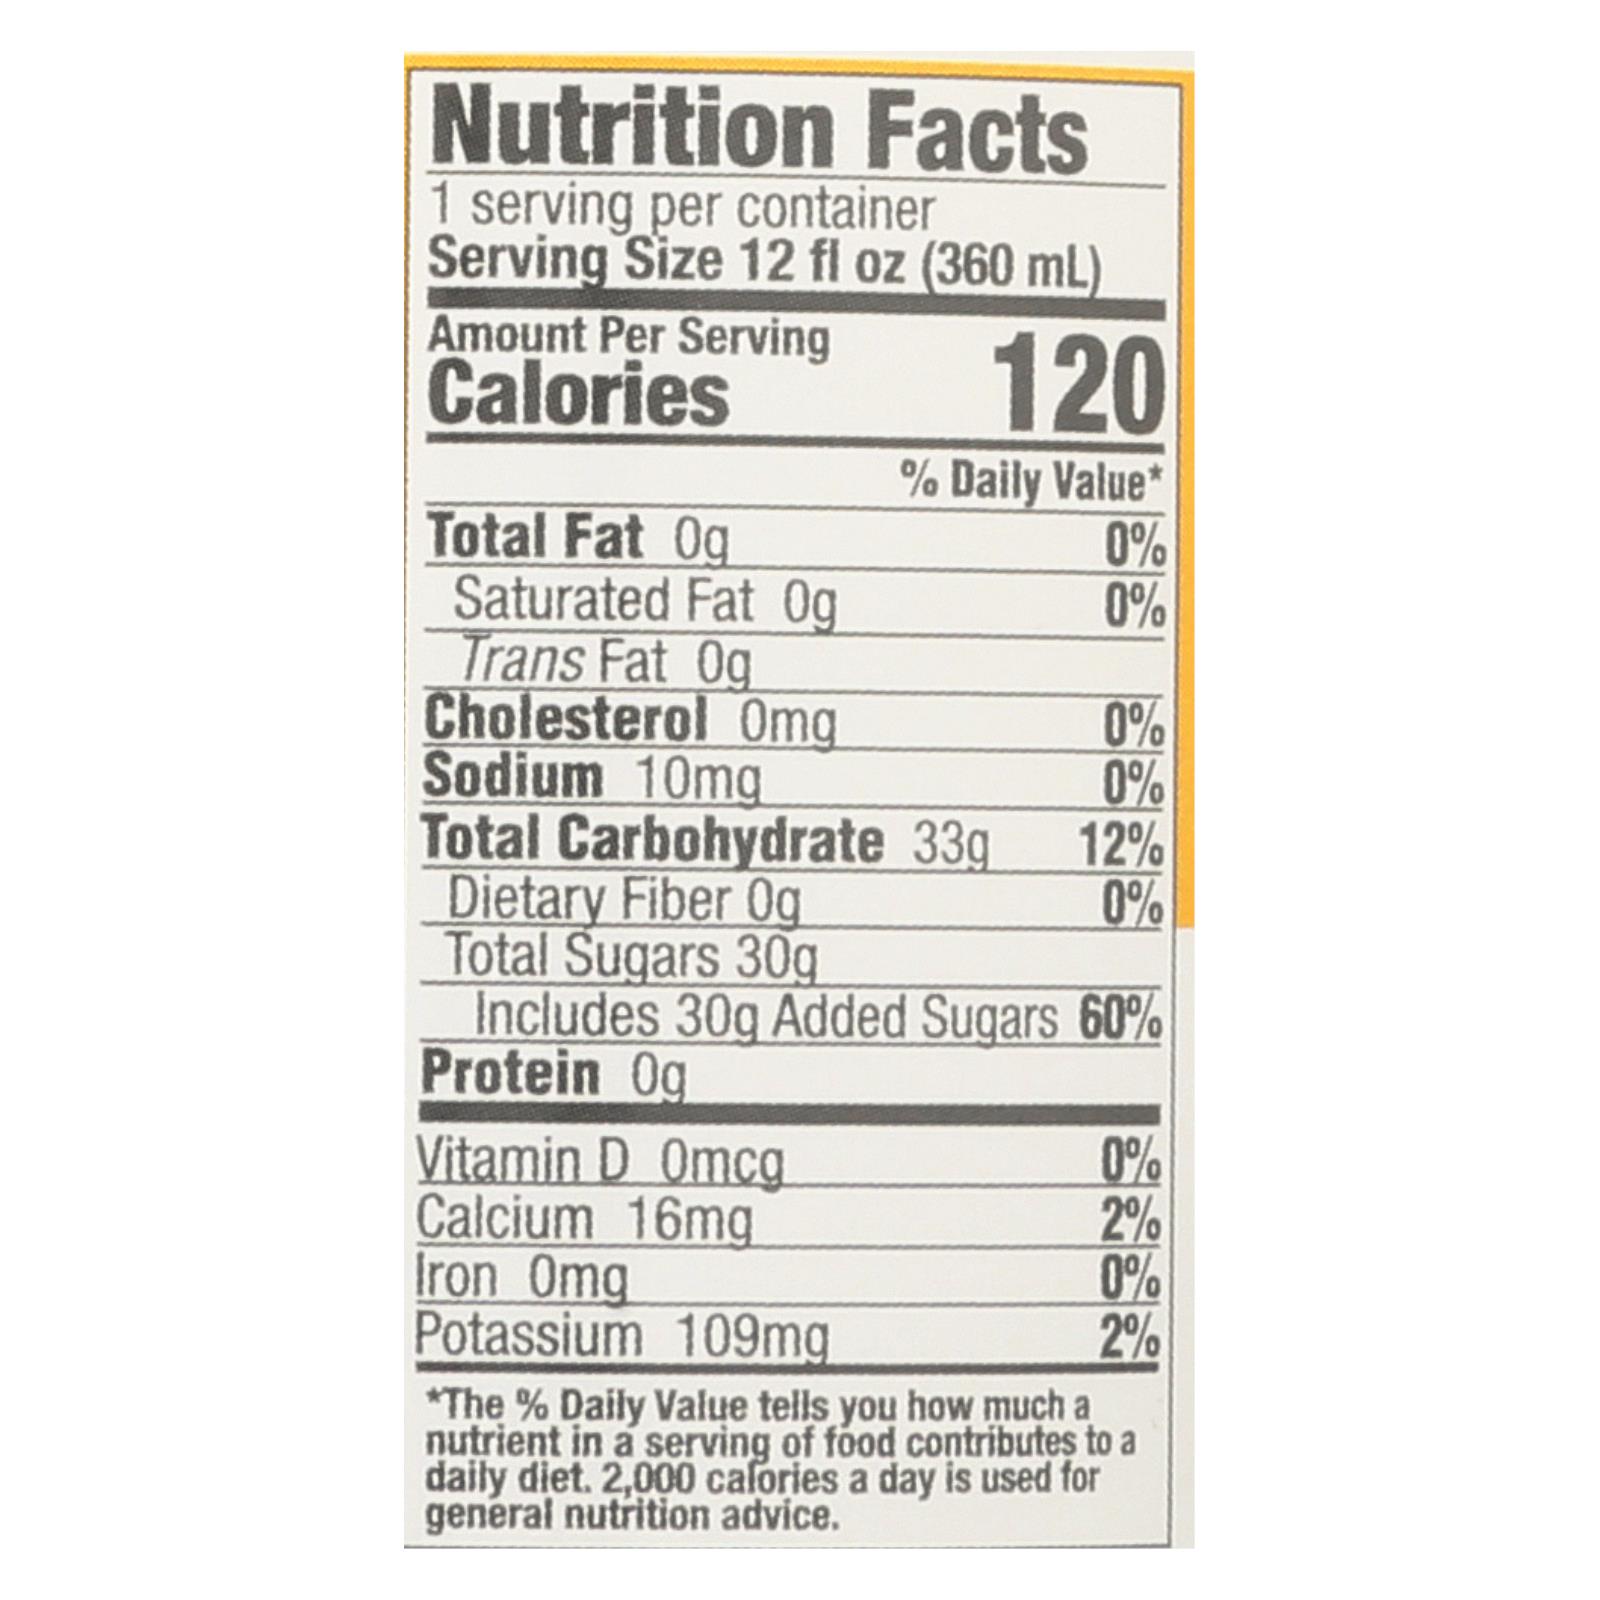 Nutrition Facts
1 serving per container
Serving Size 12 fl oz (360 mL)
Amount Per Serving
Calories 120
% Daily Value*
Total Fat 0g 0%
Saturated Fat 0g 0%
Trans Fat 0g
Cholesterol 0mg 0%
Sodium 10mg 0%
Total Carbohydrate 33g 12%
Dietary Fiber 0g 0%
Total Sugars 30g
Includes 30g Added Sugars 60%
Protein 0g
Vitamin D 0mcg 0%
Calcium 16mg 2%
Iron 0mg 0%
Potassium 109mg 2%
*The % Daily Value tells you how much a
nutrient in a serving of food contributes to a
daily diet. 2,000 calories a day is used for
general nutrition advice.